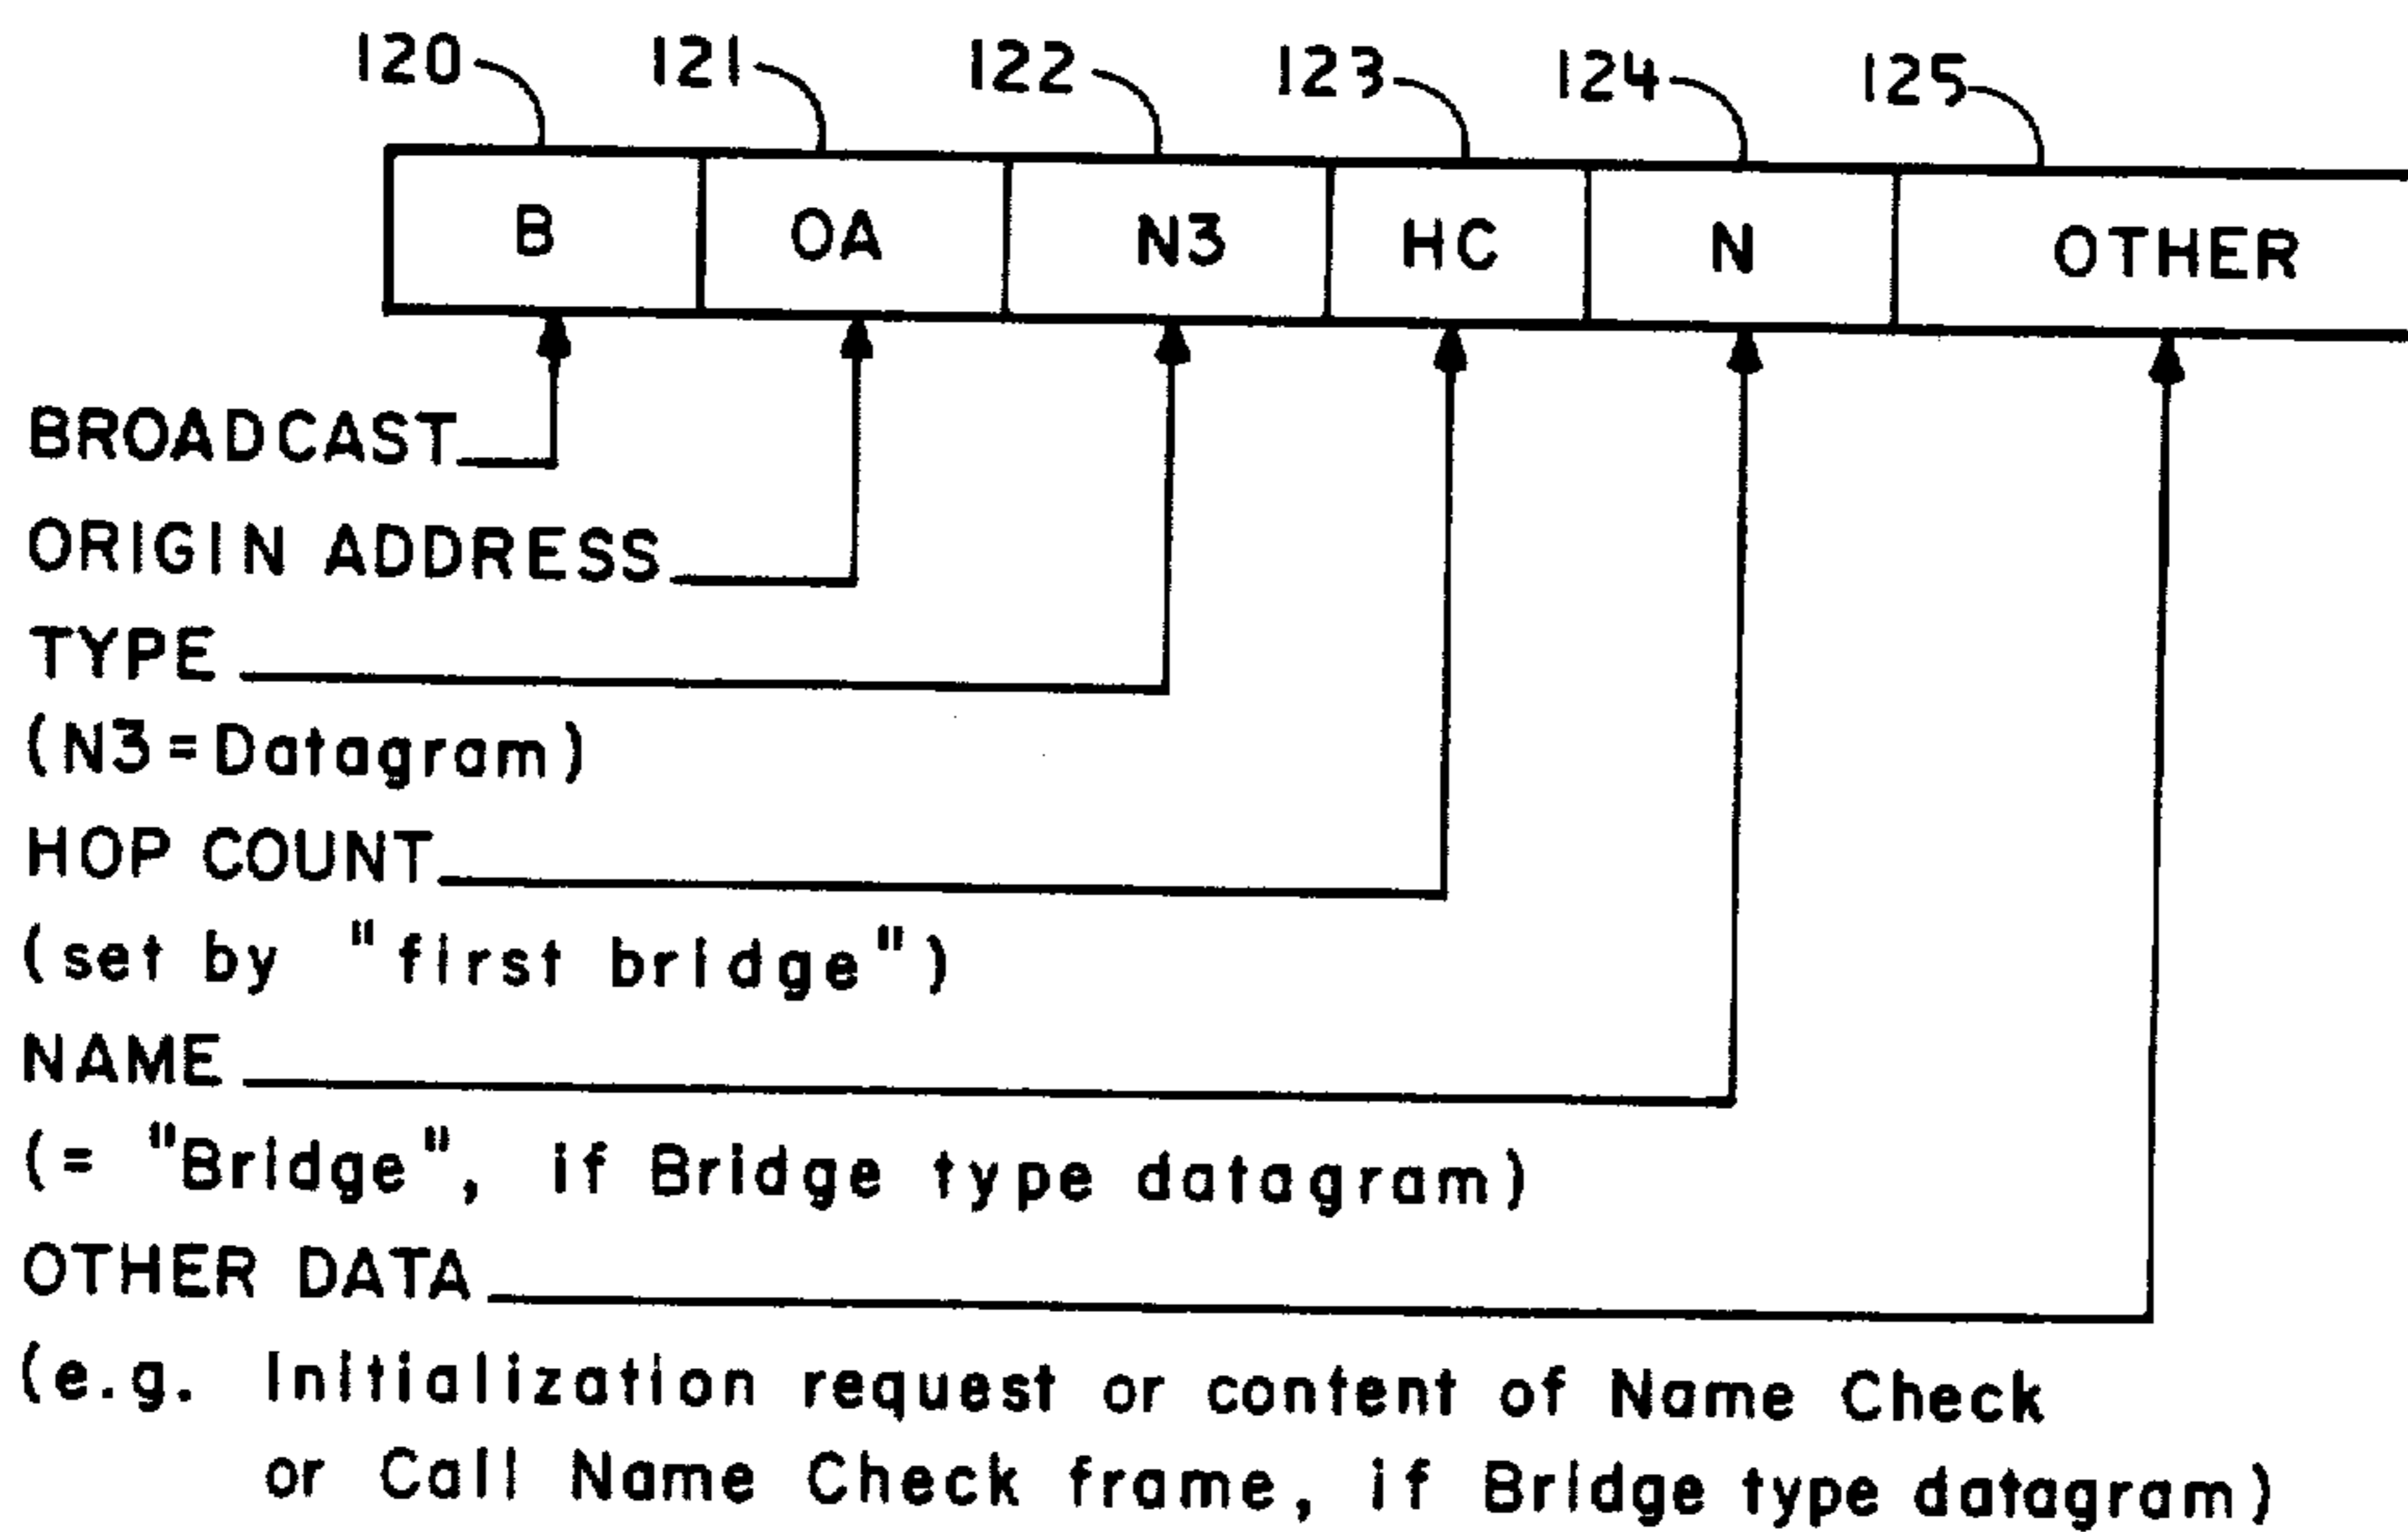 120 121 122 123 124 125
B OA N3 HC N OTHER
BROADCAST
ORIGIN ADDRESS
TYPE
(N3=Datagram)
HOP COUNT
(set by "first bridge")
NAME
(= "Bridge", if Bridge type datagram)
OTHER DATA
(e.g. Initialization request or content of Name Check
or Call Name Check frame, if Bridge type datagram)